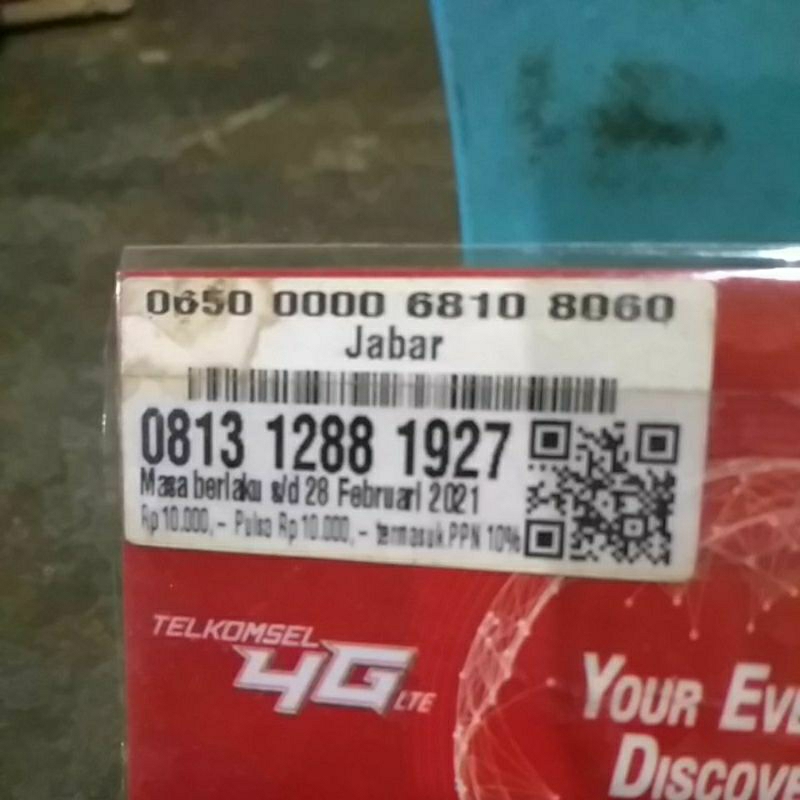 0650 0000 6810 8060
Jabar
0813 1288 1927
Masa berlaku s/d 28 Februari 2021
Rp 10.000,- Pulsa Rp 10.000,- termasuk PPN 10%
TELKOMSEL
4G LTE
YOUR
DISCOVE